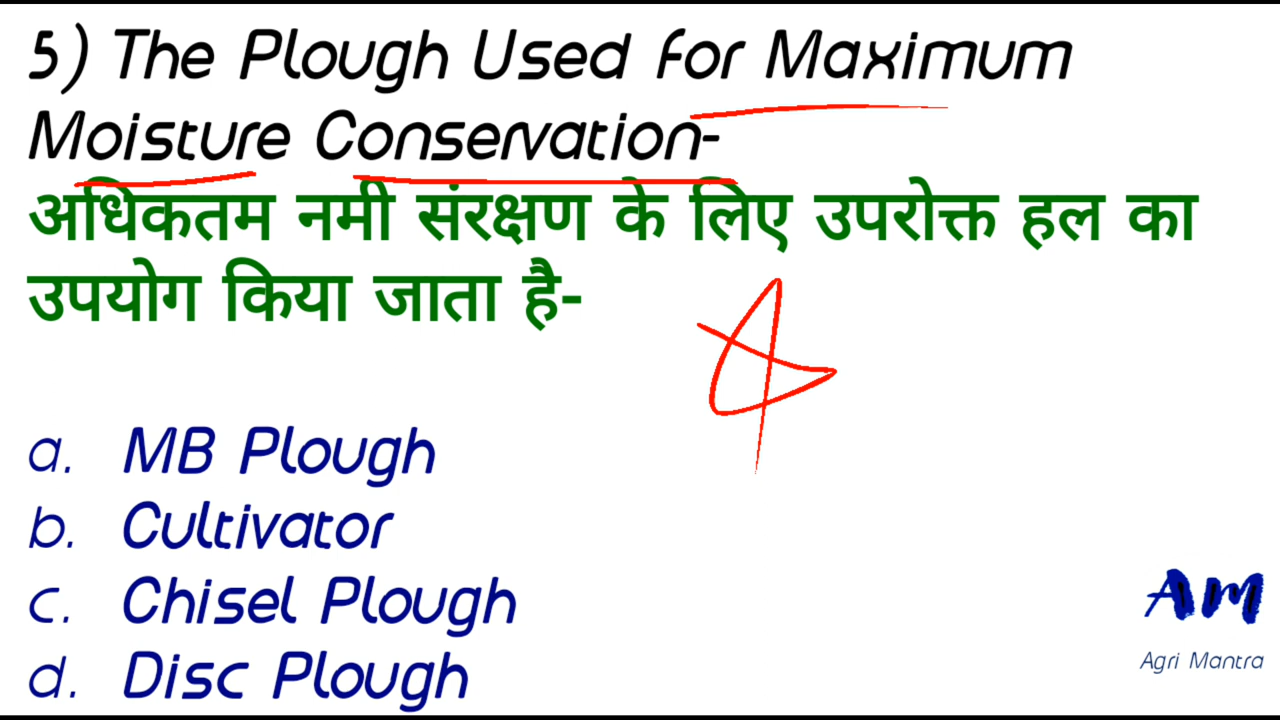 5) The Plough Used for Maximum
Moisture Conservation-
अधिकतम नमी संरक्षण के लिए उपरोक्त हल का
उपयोग किया जाता है-
a. MB Plough
b. Cultivator
c. Chisel Plough
d. Disc Plough
AM
Agri Mantra